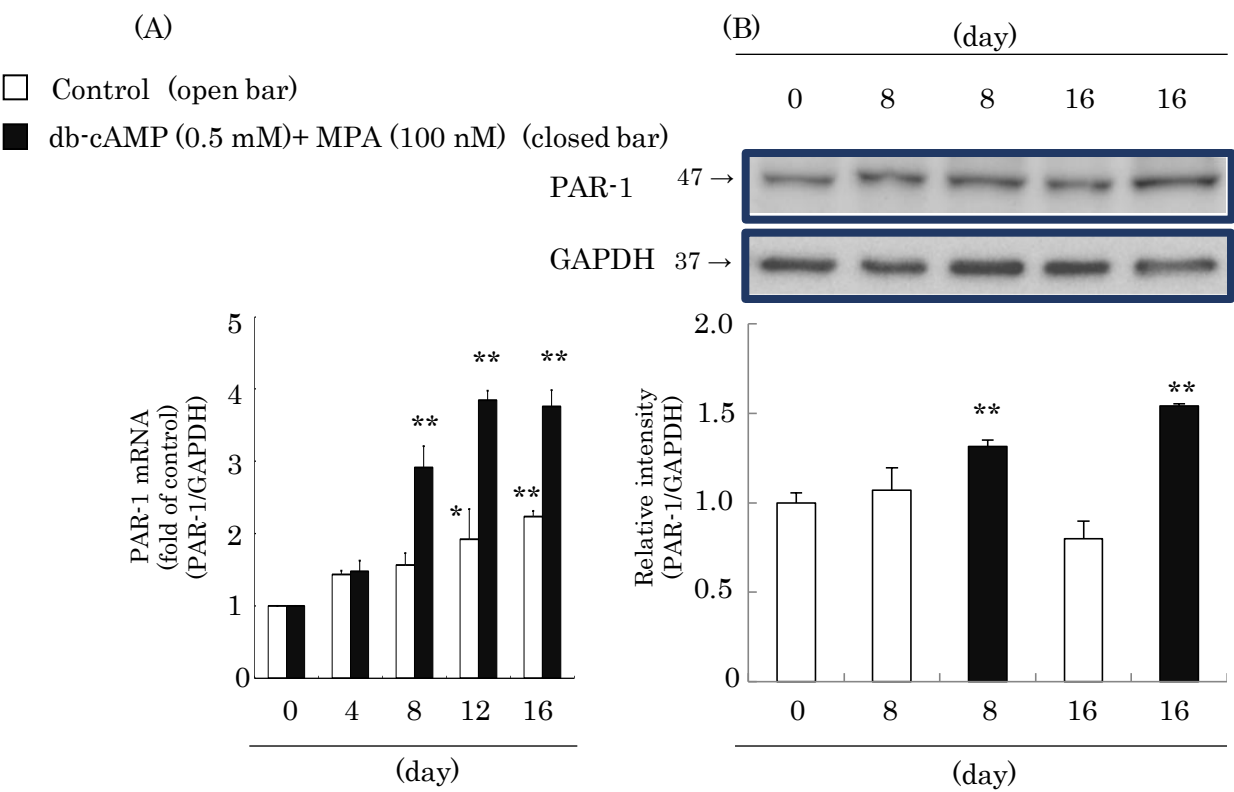 (A)
Control (open bar)
db-cAMP (0.5 mM)+ MPA (100 nM) (closed bar)
(B)
(day)
0 8 8 16 16
PAR-1 47 →
GAPDH 37 →
5
4
3
2
1
0
PAR-1 mRNA
(fold of control)
(PAR-1/GAPDH)
** ** ** * **
0 4 8 12 16
(day)
2.0
1.5
1.0
0.5
0
Relative intensity
(PAR-1/GAPDH)
** **
0 8 8 16 16
(day)